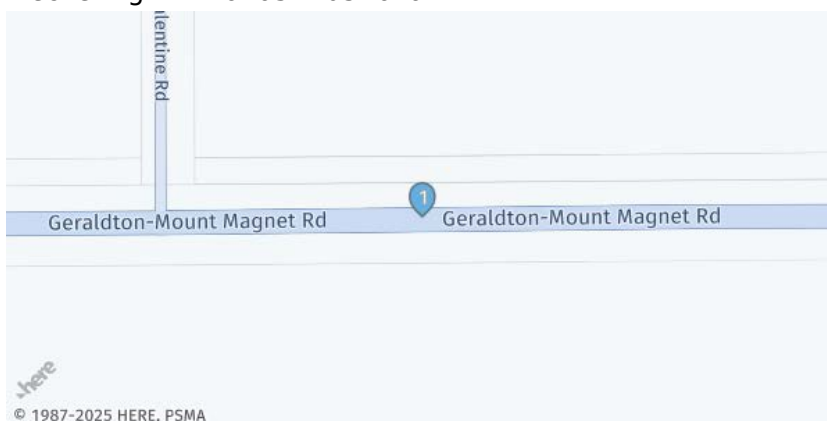 lentine Rd
1
Geraldton-Mount Magnet Rd
Geraldton-Mount Magnet Rd
here
© 1987-2025 HERE, PSMA